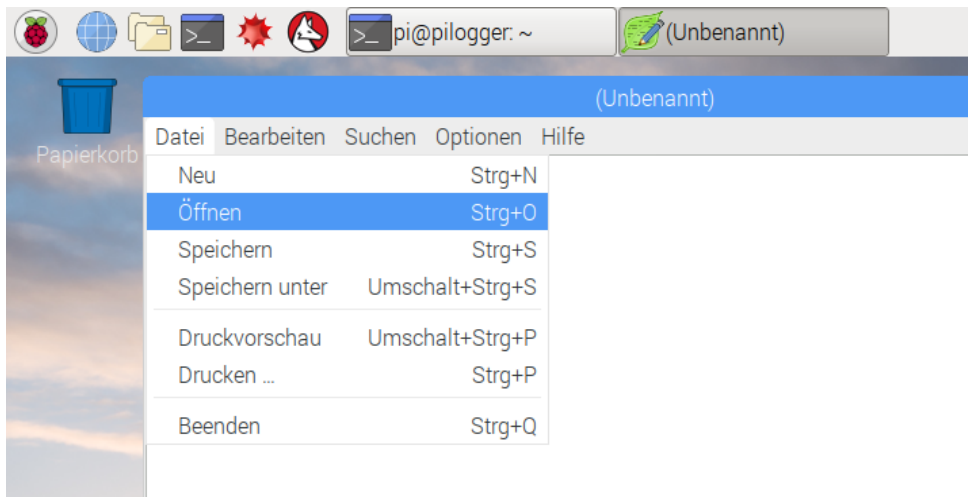 >_ pi@pilogger: ~ (Unbenannt)
(Unbenannt)
Papierkorb
Datei Bearbeiten Suchen Optionen Hilfe
Neu Strg+N
Öffnen Strg+O
Speichern Strg+S
Speichern unter Umschalt+Strg+S
Druckvorschau Umschalt+Strg+P
Drucken ... Strg+P
Beenden Strg+Q